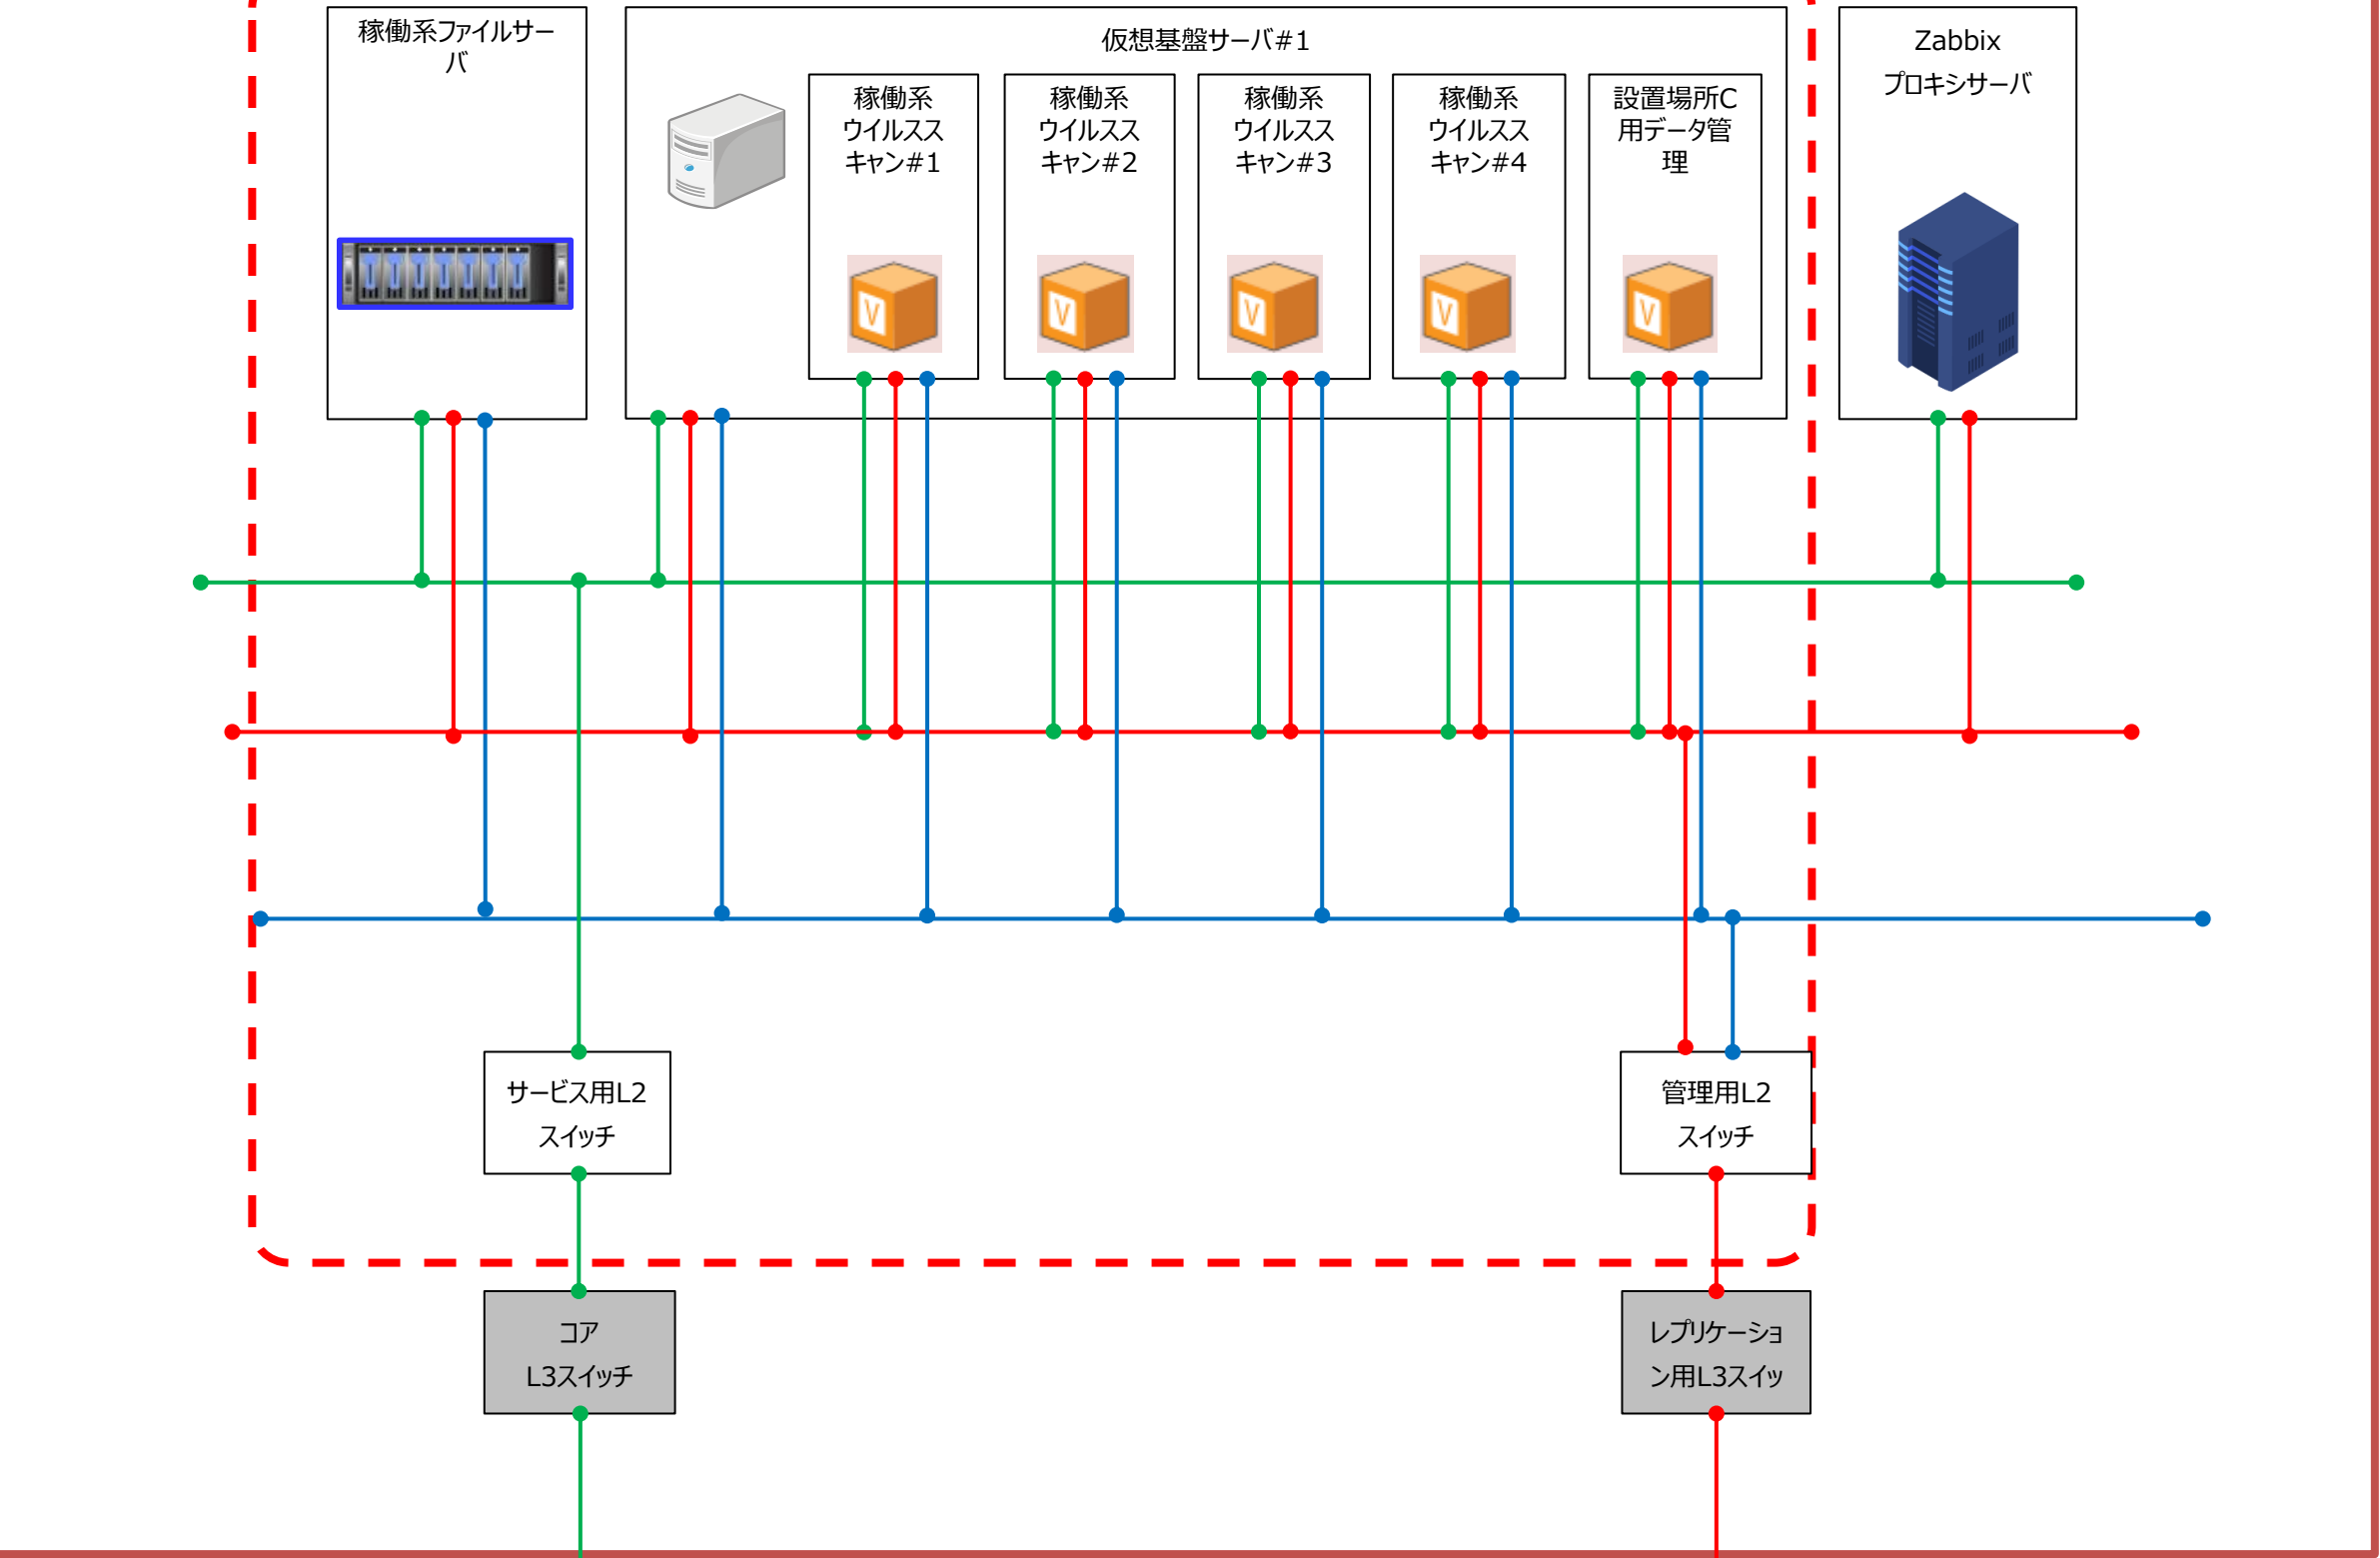 稼働系ファイルサー
バ
仮想基盤サーバ#1
稼働系
ウイルスス
キャン#1
稼働系
ウイルスス
キャン#2
稼働系
ウイルスス
キャン#3
稼働系
ウイルスス
キャン#4
設置場所C
用データ管
理
Zabbix
プロキシサーバ
V
V
V
V
V
サービス用L2
スイッチ
管理用L2
スイッチ
コア
L3スイッチ
レプリケーショ
ン用L3スイッ